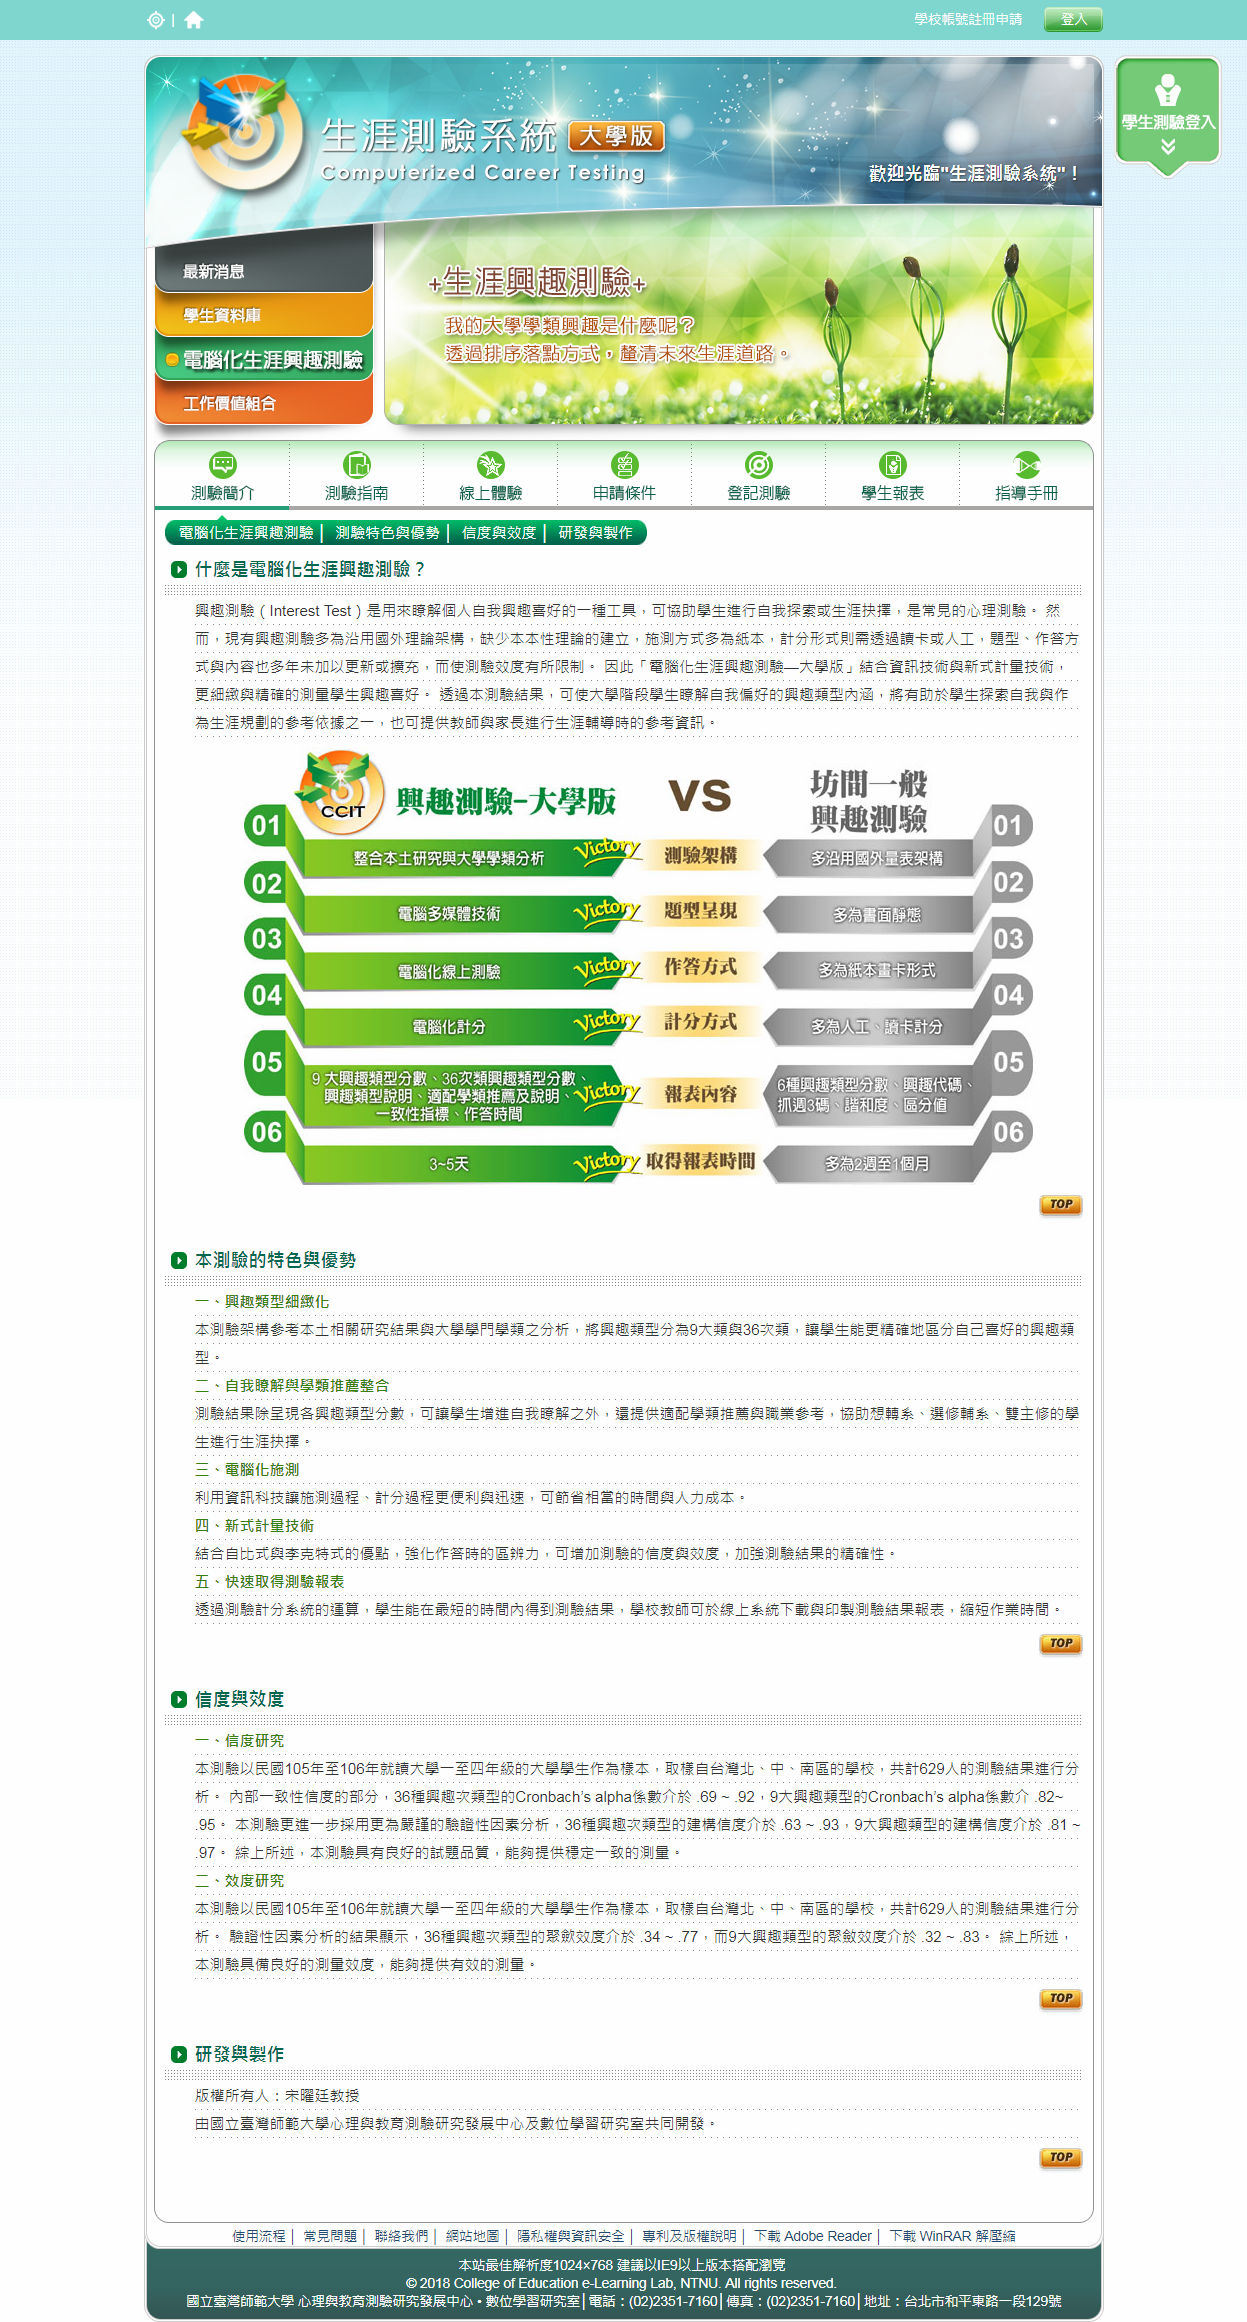 學校帳號註冊申請
登入
學生測驗登入
生涯測驗系統 大學版
Computerized Career Testing
歡迎光臨"生涯測驗系統"！
最新消息
學生資料庫
電腦化生涯興趣測驗
工作價值組合
+生涯興趣測驗+
我的大學學類興趣是什麼呢？
透過排序落點方式，釐清未來生涯道路。
測驗簡介 測驗指南 線上體驗 申請條件 登記測驗 學生報表 指導手冊
電腦化生涯興趣測驗 | 測驗特色與優勢 | 信度與效度 | 研發與製作
什麼是電腦化生涯興趣測驗？
興趣測驗（Interest Test）是用來瞭解個人自我興趣喜好的一種工具，可協助學生進行自我探索或生涯抉擇，是常見的心理測驗。 然
而，現有興趣測驗多為沿用國外理論架構，缺少本本性理論的建立，施測方式多為紙本，計分形式則需透過讀卡或人工，題型、作答方
式與內容也多年未加以更新或擴充，而使測驗效度有所限制。 因此「電腦化生涯興趣測驗—大學版」結合資訊技術與新式計量技術，
更細緻與精確的測量學生興趣喜好。 透過本測驗結果，可使大學階段學生瞭解自我偏好的興趣類型內涵，將有助於學生探索自我與作
為生涯規劃的參考依據之一，也可提供教師與家長進行生涯輔導時的參考資訊。
CCIT 興趣測驗-大學版 VS 坊間一般
興趣測驗
01 整合本土研究與大學學類分析 Victory 測驗架構 多沿用國外量表架構 01
02 電腦多媒體技術 Victory 題型呈現 多為書面靜態 02
03 電腦化線上測驗 Victory 作答方式 多為紙本畫卡形式 03
04 電腦化計分 Victory 計分方式 多為人工、讀卡計分 04
05 9 大興趣類型分數、36次類興趣類型分數、
興趣類型說明、適配學類推薦及說明、
一致性指標、作答時間 Victory 報表內容 6種興趣類型分數、興趣代碼、
抓週3碼、諧和度、區分值 05
06 3~5天 Victory 取得報表時間 多為2週至1個月 06
TOP
本測驗的特色與優勢
一、興趣類型細緻化
本測驗架構參考本土相關研究結果與大學學門學類之分析，將興趣類型分為9大類與36次類，讓學生能更精確地區分自己喜好的興趣類
型。
二、自我瞭解與學類推薦整合
測驗結果除呈現各興趣類型分數，可讓學生增進自我瞭解之外，還提供適配學類推薦與職業參考，協助想轉系、選修輔系、雙主修的學
生進行生涯抉擇。
三、電腦化施測
利用資訊科技讓施測過程、計分過程更便利與迅速，可節省相當的時間與人力成本。
四、新式計量技術
結合自比式與李克特式的優點，強化作答時的區辨力，可增加測驗的信度與效度，加強測驗結果的精確性。
五、快速取得測驗報表
透過測驗計分系統的運算，學生能在最短的時間內得到測驗結果，學校教師可於線上系統下載與印製測驗結果報表，縮短作業時間。
TOP
信度與效度
一、信度研究
本測驗以民國105年至106年就讀大學一至四年級的大學學生作為樣本，取樣自台灣北、中、南區的學校，共計629人的測驗結果進行分
析。 內部一致性信度的部分，36種興趣次類型的Cronbach’s alpha係數介於 .69 ~ .92，9大興趣類型的Cronbach’s alpha係數介 .82~
.95。 本測驗更進一步採用更為嚴謹的驗證性因素分析，36種興趣次類型的建構信度介於 .63 ~ .93，9大興趣類型的建構信度介於 .81 ~
.97。 綜上所述，本測驗具有良好的試題品質，能夠提供穩定一致的測量。
二、效度研究
本測驗以民國105年至106年就讀大學一至四年級的大學學生作為樣本，取樣自台灣北、中、南區的學校，共計629人的測驗結果進行分
析。 驗證性因素分析的結果顯示，36種興趣次類型的聚歛效度介於 .34 ~ .77，而9大興趣類型的聚斂效度介於 .32 ~ .83。 綜上所述，
本測驗具備良好的測量效度，能夠提供有效的測量。
TOP
研發與製作
版權所有人：宋曜廷教授
由國立臺灣師範大學心理與教育測驗研究發展中心及數位學習研究室共同開發。
TOP
使用流程 | 常見問題 | 聯絡我們 | 網站地圖 | 隱私權與資訊安全 | 專利及版權說明 | 下載 Adobe Reader | 下載 WinRAR 解壓縮
本站最佳解析度1024×768 建議以IE9以上版本搭配瀏覽
© 2018 College of Education e-Learning Lab, NTNU. All rights reserved.
國立臺灣師範大學 心理與教育測驗研究發展中心‧數位學習研究室│電話：(02)2351-7160│傳真：(02)2351-7160│地址：台北市和平東路一段129號